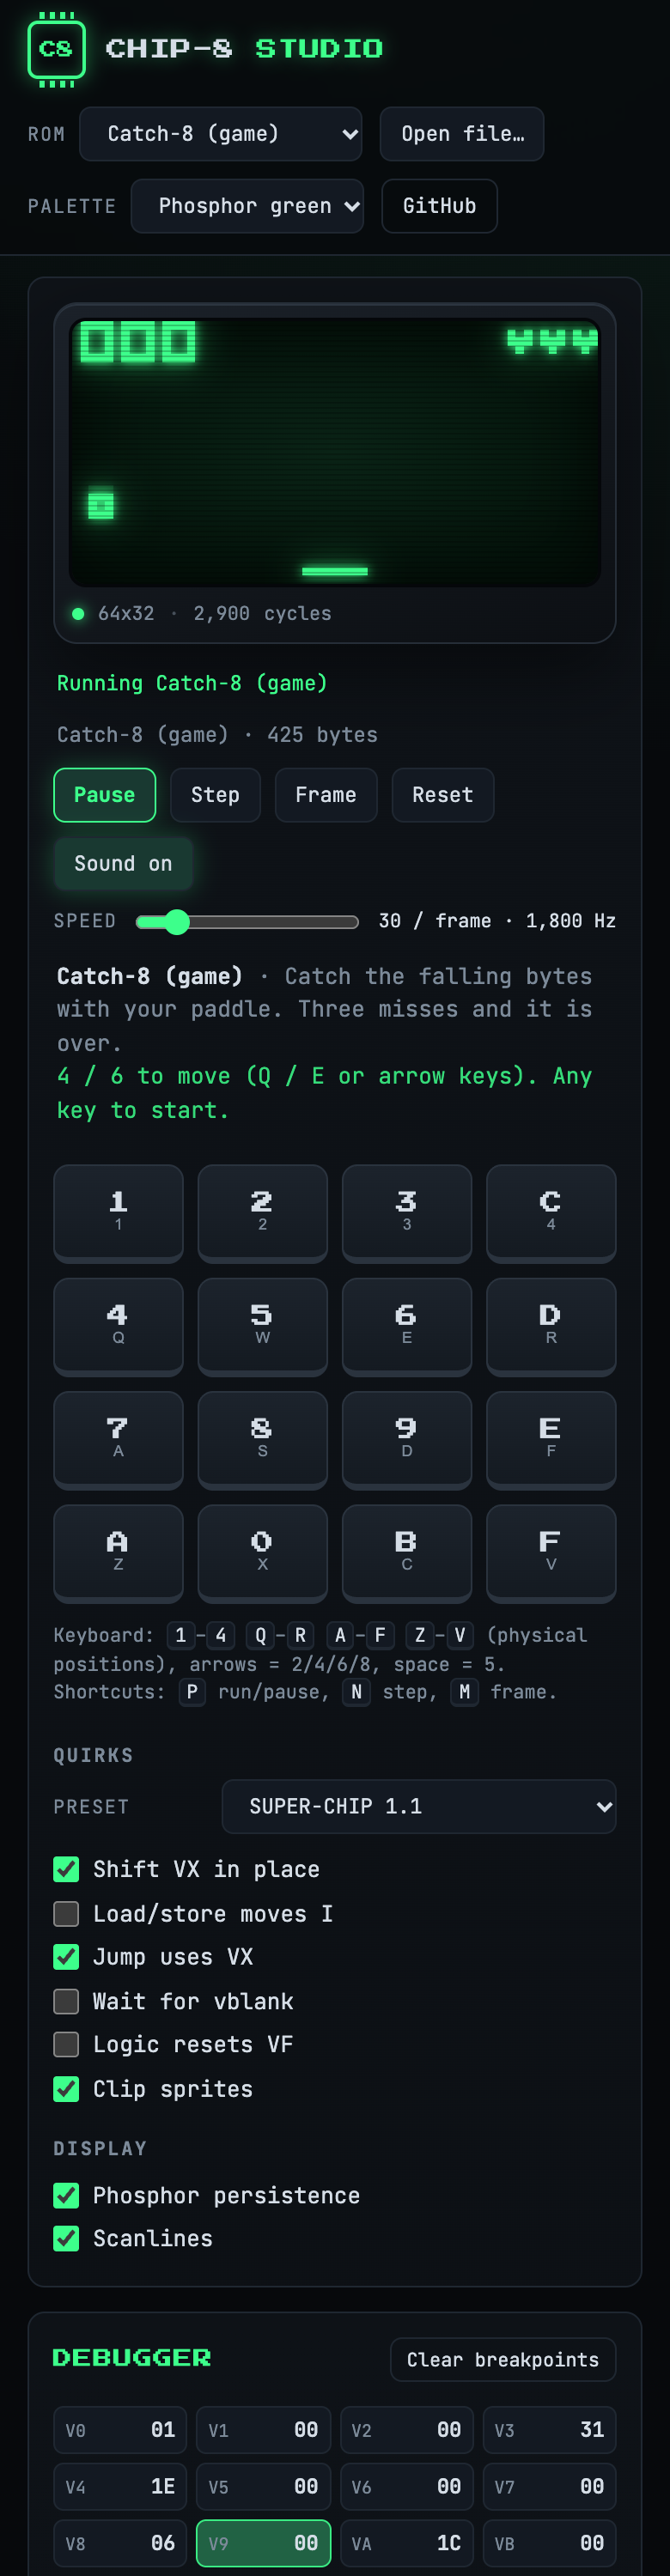 C8 CHIP-8 STUDIO
ROM Catch-8 (game) Open file…
PALETTE Phosphor green GitHub
000
64x32 · 2,900 cycles
Running Catch-8 (game)
Catch-8 (game) · 425 bytes
Pause Step Frame Reset
Sound on
SPEED 30 / frame · 1,800 Hz
Catch-8 (game) · Catch the falling bytes
with your paddle. Three misses and it is
over.
4 / 6 to move (Q / E or arrow keys). Any
key to start.
1 2 3 C
1 2 3 4
4 5 6 D
Q W E R
7 8 9 E
A S D F
A 0 B F
Z X C V
Keyboard: 1-4 Q-R A-F Z-V (physical
positions), arrows = 2/4/6/8, space = 5.
Shortcuts: P run/pause, N step, M frame.
QUIRKS
PRESET SUPER-CHIP 1.1
Shift VX in place
Load/store moves I
Jump uses VX
Wait for vblank
Logic resets VF
Clip sprites
DISPLAY
Phosphor persistence
Scanlines
DEBUGGER Clear breakpoints
V0 01 V1 00 V2 00 V3 31
V4 1E V5 00 V6 00 V7 00
V8 06 V9 00 VA 1C VB 00